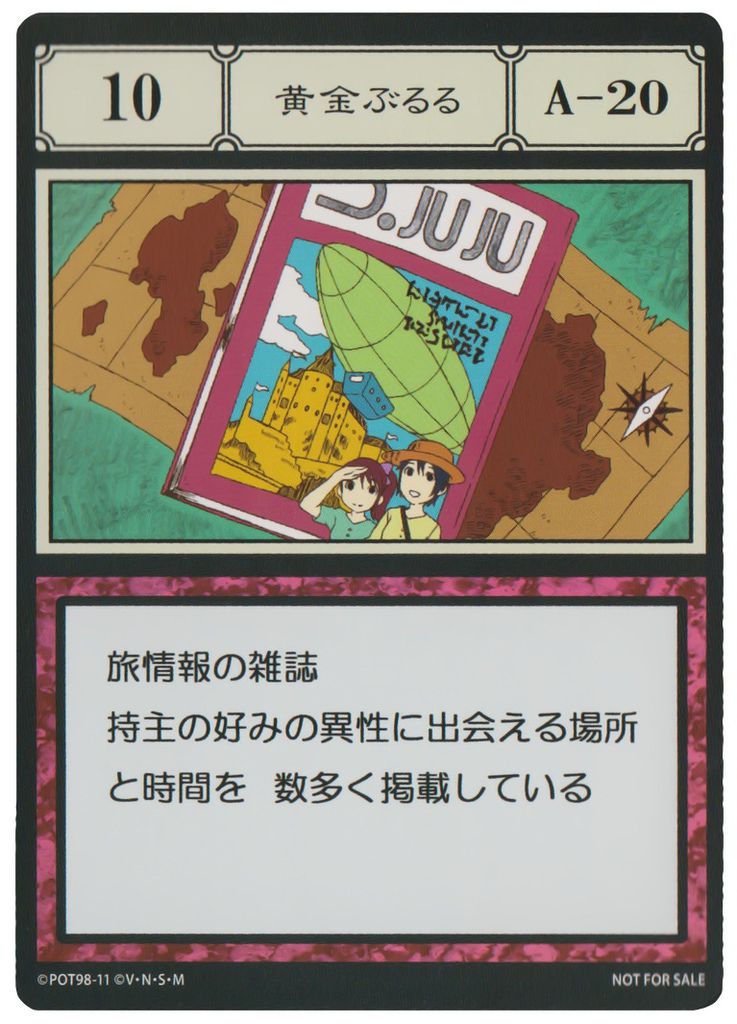 10
黄金ぶるる
A-20
G.JUJU
旅情報の雑誌
持主の好みの異性に出会える場所
と時間を 数多く掲載している
©POT98-11 ©V・N・S・M
NOT FOR SALE